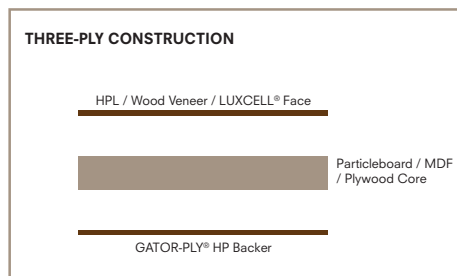 THREE-PLY CONSTRUCTION
HPL / Wood Veneer / LUXCELL® Face
Particleboard / MDF
/ Plywood Core
GATOR-PLY® HP Backer